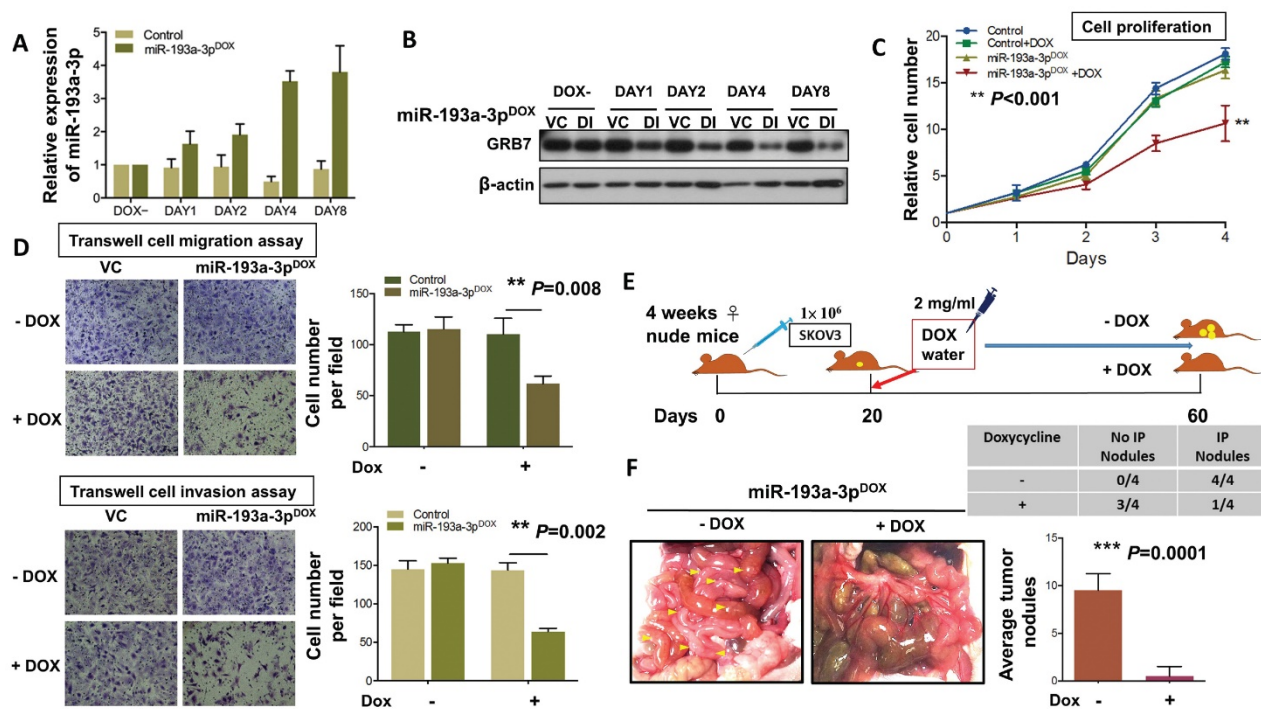 A
Control
miR-193a-3pᴰᴼˣ
Relative expression
of miR-193a-3p
5
4
3
2
1
0
DOX−
DAY1
DAY2
DAY4
DAY8
B
miR-193a-3pᴰᴼˣ
DOX- DAY1 DAY2 DAY4 DAY8
VC DI VC DI VC DI VC DI VC DI
GRB7
β-actin
C
Cell proliferation
Control
Control+DOX
miR-193a-3pᴰᴼˣ
miR-193a-3pᴰᴼˣ +DOX
** P<0.001
**
Relative cell number
20
15
10
5
0
0 1 2 3 4
Days
D
Transwell cell migration assay
VC miR-193a-3pᴰᴼˣ
- DOX
+ DOX
Control
miR-193a-3pᴰᴼˣ
** P=0.008
Cell number
per field
150
100
50
0
Dox - +
Transwell cell invasion assay
VC miR-193a-3pᴰᴼˣ
- DOX
+ DOX
Control
miR-193a-3pᴰᴼˣ
** P=0.002
Cell number
per field
200
150
100
50
0
Dox - +
E
4 weeks ♀
nude mice
1× 10⁶
SKOV3
2 mg/ml
DOX
water
- DOX
+ DOX
Days 0 20 60
Doxycycline No IP Nodules IP Nodules
- 0/4 4/4
+ 3/4 1/4
F
miR-193a-3pᴰᴼˣ
- DOX + DOX
*** P=0.0001
Average tumor
nodules
15
10
5
0
Dox - +